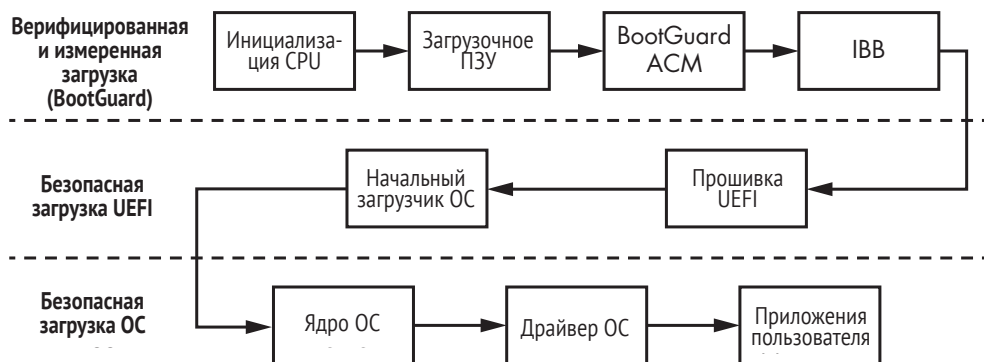 Верифицированная
и измеренная
загрузка
(BootGuard)
Инициализа-
ция CPU
Загрузочное
ПЗУ
BootGuard
ACM
IBB
Безопасная
загрузка UEFI
Начальный
загрузчик ОС
Прошивка
UEFI
Безопасная
загрузка ОС
Ядро ОС
Драйвер ОС
Приложения
пользователя